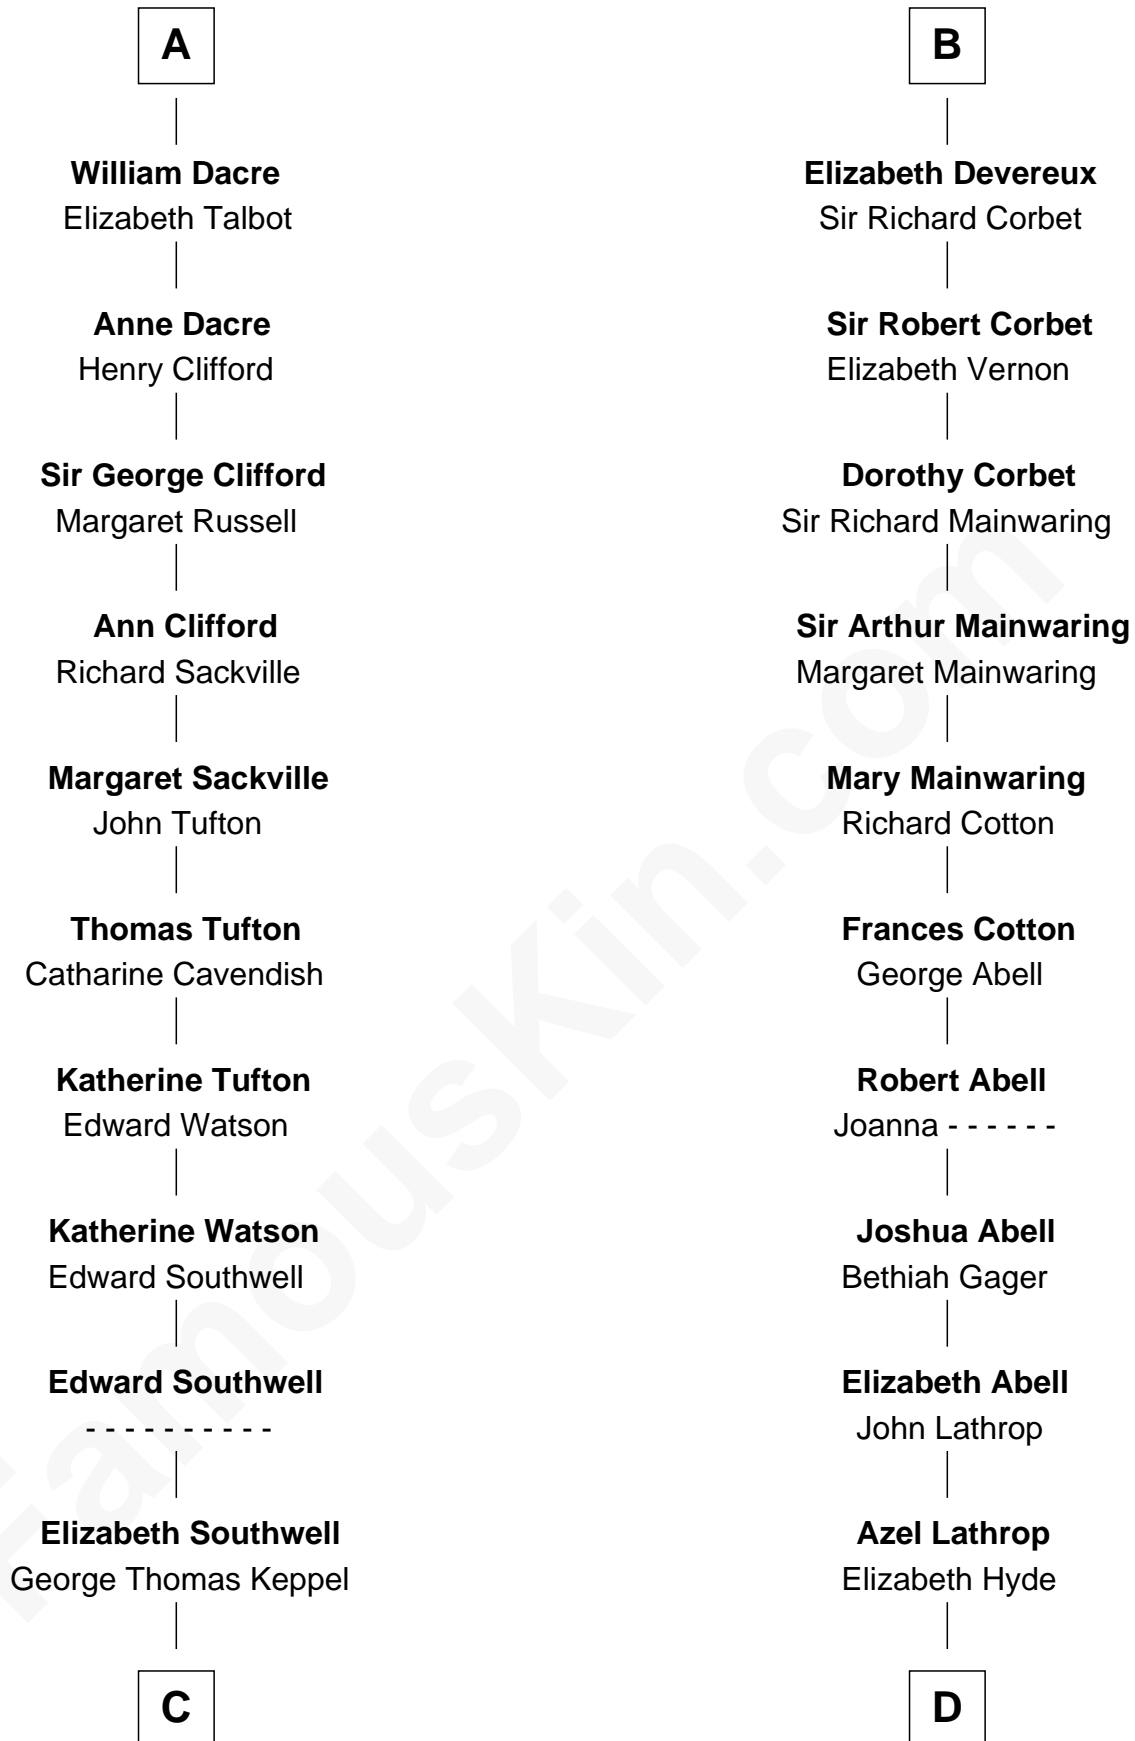 A
William Dacre
Elizabeth Talbot
Anne Dacre
Henry Clifford
Sir George Clifford
Margaret Russell
Ann Clifford
Richard Sackville
Margaret Sackville
John Tufton
Thomas Tufton
Catharine Cavendish
Katherine Tufton
Edward Watson
Katherine Watson
Edward Southwell
Edward Southwell
- - - - - - - - - -
Elizabeth Southwell
George Thomas Keppel
C
B
Elizabeth Devereux
Sir Richard Corbet
Sir Robert Corbet
Elizabeth Vernon
Dorothy Corbet
Sir Richard Mainwaring
Sir Arthur Mainwaring
Margaret Mainwaring
Mary Mainwaring
Richard Cotton
Frances Cotton
George Abell
Robert Abell
Joanna - - - - - -
Joshua Abell
Bethiah Gager
Elizabeth Abell
John Lathrop
Azel Lathrop
Elizabeth Hyde
D
FamousKin.com